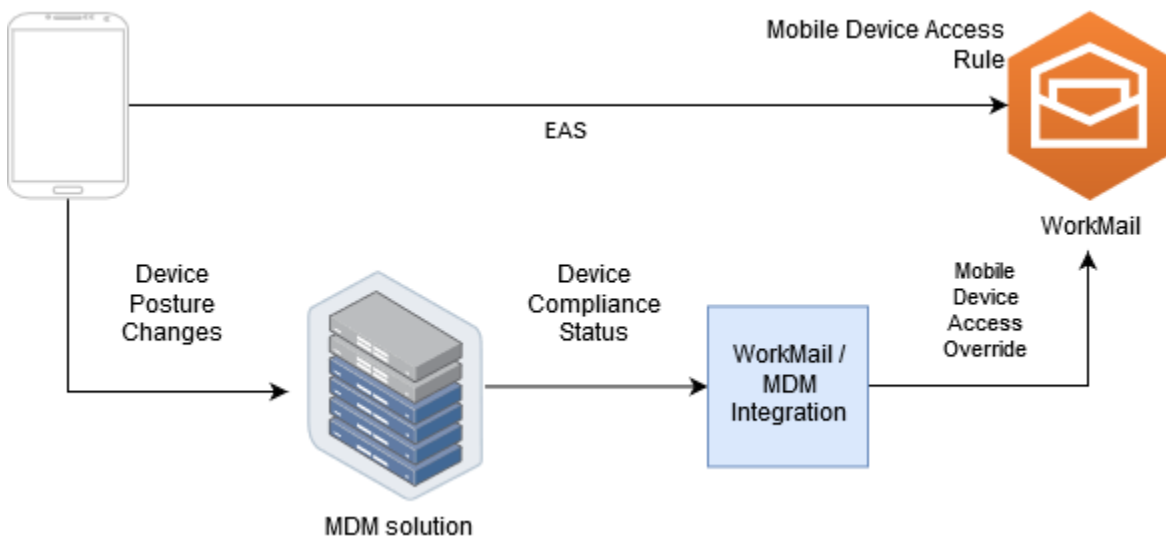 Mobile Device Access
Rule
EAS
WorkMail
Device
Posture
Changes
Device
Compliance
Status
Mobile
Device
Access
Override
WorkMail /
MDM
Integration
MDM solution